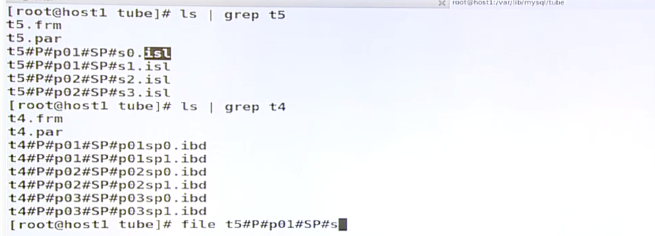 root@host1:/var/lib/mysql/tube
[root@host1 tube]# ls | grep t5
t5.frm
t5.par
t5#P#p01#SP#s0.isl
t5#P#p01#SP#s1.isl
t5#P#p02#SP#s2.isl
t5#P#p02#SP#s3.isl
[root@host1 tube]# ls | grep t4
t4.frm
t4.par
t4#P#p01#SP#p01sp0.ibd
t4#P#p01#SP#p01sp1.ibd
t4#P#p02#SP#p02sp0.ibd
t4#P#p02#SP#p02sp1.ibd
t4#P#p03#SP#p03sp0.ibd
t4#P#p03#SP#p03sp1.ibd
[root@host1 tube]# file t5#P#p01#SP#s